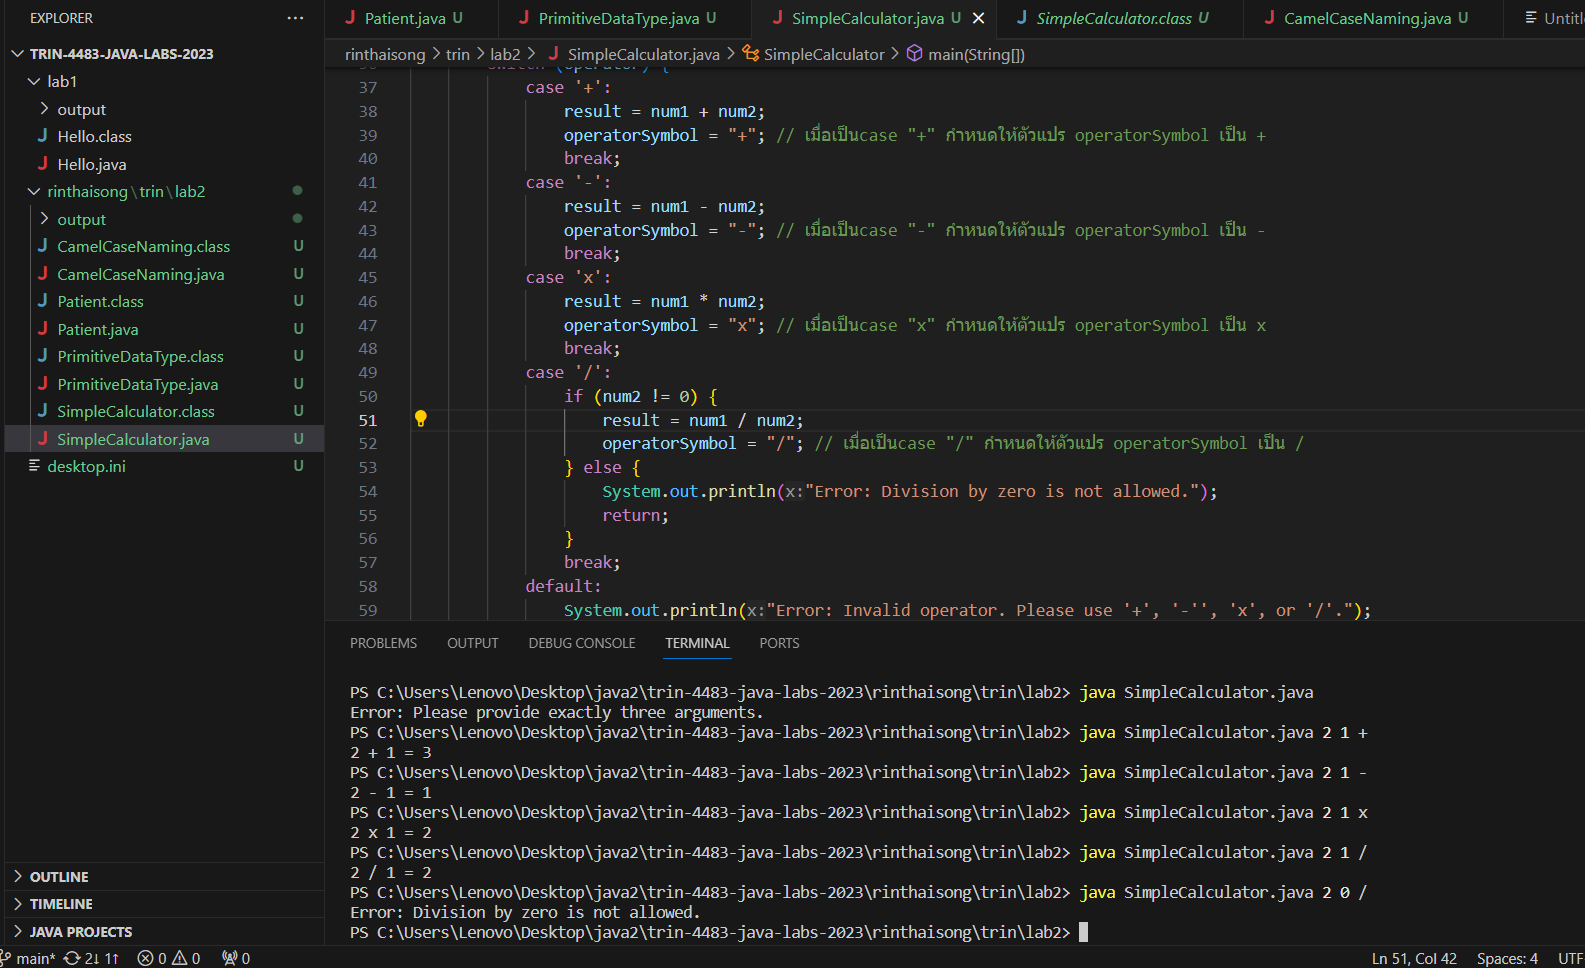 EXPLORER
···
Patient.java U
PrimitiveDataType.java U
SimpleCalculator.java U
SimpleCalculator.class U
CamelCaseNaming.java U
rinthaisong > trin > lab2 > SimpleCalculator.java > SimpleCalculator > main(String[])
TRIN-4483-JAVA-LABS-2023
lab1
output
Hello.class
Hello.java
rinthaisong\trin\lab2
output
CamelCaseNaming.class U
CamelCaseNaming.java U
Patient.class U
Patient.java U
PrimitiveDataType.class U
PrimitiveDataType.java U
SimpleCalculator.class U
SimpleCalculator.java U
desktop.ini U
OUTLINE
TIMELINE
JAVA PROJECTS
37 case '+':
38 result = num1 + num2;
39 operatorSymbol = "+"; // เมื่อเป็นcase "+" กำหนดให้ตัวแปร operatorSymbol เป็น +
40 break;
41 case '-':
42 result = num1 - num2;
43 operatorSymbol = "-"; // เมื่อเป็นcase "-" กำหนดให้ตัวแปร operatorSymbol เป็น -
44 break;
45 case 'x':
46 result = num1 * num2;
47 operatorSymbol = "x"; // เมื่อเป็นcase "x" กำหนดให้ตัวแปร operatorSymbol เป็น x
48 break;
49 case '/':
50 if (num2 != 0) {
51 result = num1 / num2;
52 operatorSymbol = "/"; // เมื่อเป็นcase "/" กำหนดให้ตัวแปร operatorSymbol เป็น /
53 } else {
54 System.out.println(x:"Error: Division by zero is not allowed.");
55 return;
56 }
57 break;
58 default:
59 System.out.println(x:"Error: Invalid operator. Please use '+', '-'', 'x', or '/'.");
PROBLEMS OUTPUT DEBUG CONSOLE TERMINAL PORTS
PS C:\Users\Lenovo\Desktop\java2\trin-4483-java-labs-2023\rinthaisong\trin\lab2> java SimpleCalculator.java
Error: Please provide exactly three arguments.
PS C:\Users\Lenovo\Desktop\java2\trin-4483-java-labs-2023\rinthaisong\trin\lab2> java SimpleCalculator.java 2 1 +
2 + 1 = 3
PS C:\Users\Lenovo\Desktop\java2\trin-4483-java-labs-2023\rinthaisong\trin\lab2> java SimpleCalculator.java 2 1 -
2 - 1 = 1
PS C:\Users\Lenovo\Desktop\java2\trin-4483-java-labs-2023\rinthaisong\trin\lab2> java SimpleCalculator.java 2 1 x
2 x 1 = 2
PS C:\Users\Lenovo\Desktop\java2\trin-4483-java-labs-2023\rinthaisong\trin\lab2> java SimpleCalculator.java 2 1 /
2 / 1 = 2
PS C:\Users\Lenovo\Desktop\java2\trin-4483-java-labs-2023\rinthaisong\trin\lab2> java SimpleCalculator.java 2 0 /
Error: Division by zero is not allowed.
PS C:\Users\Lenovo\Desktop\java2\trin-4483-java-labs-2023\rinthaisong\trin\lab2>
main* 2↓ 1↑ 0 0 0 Ln 51, Col 42 Spaces: 4 UTF